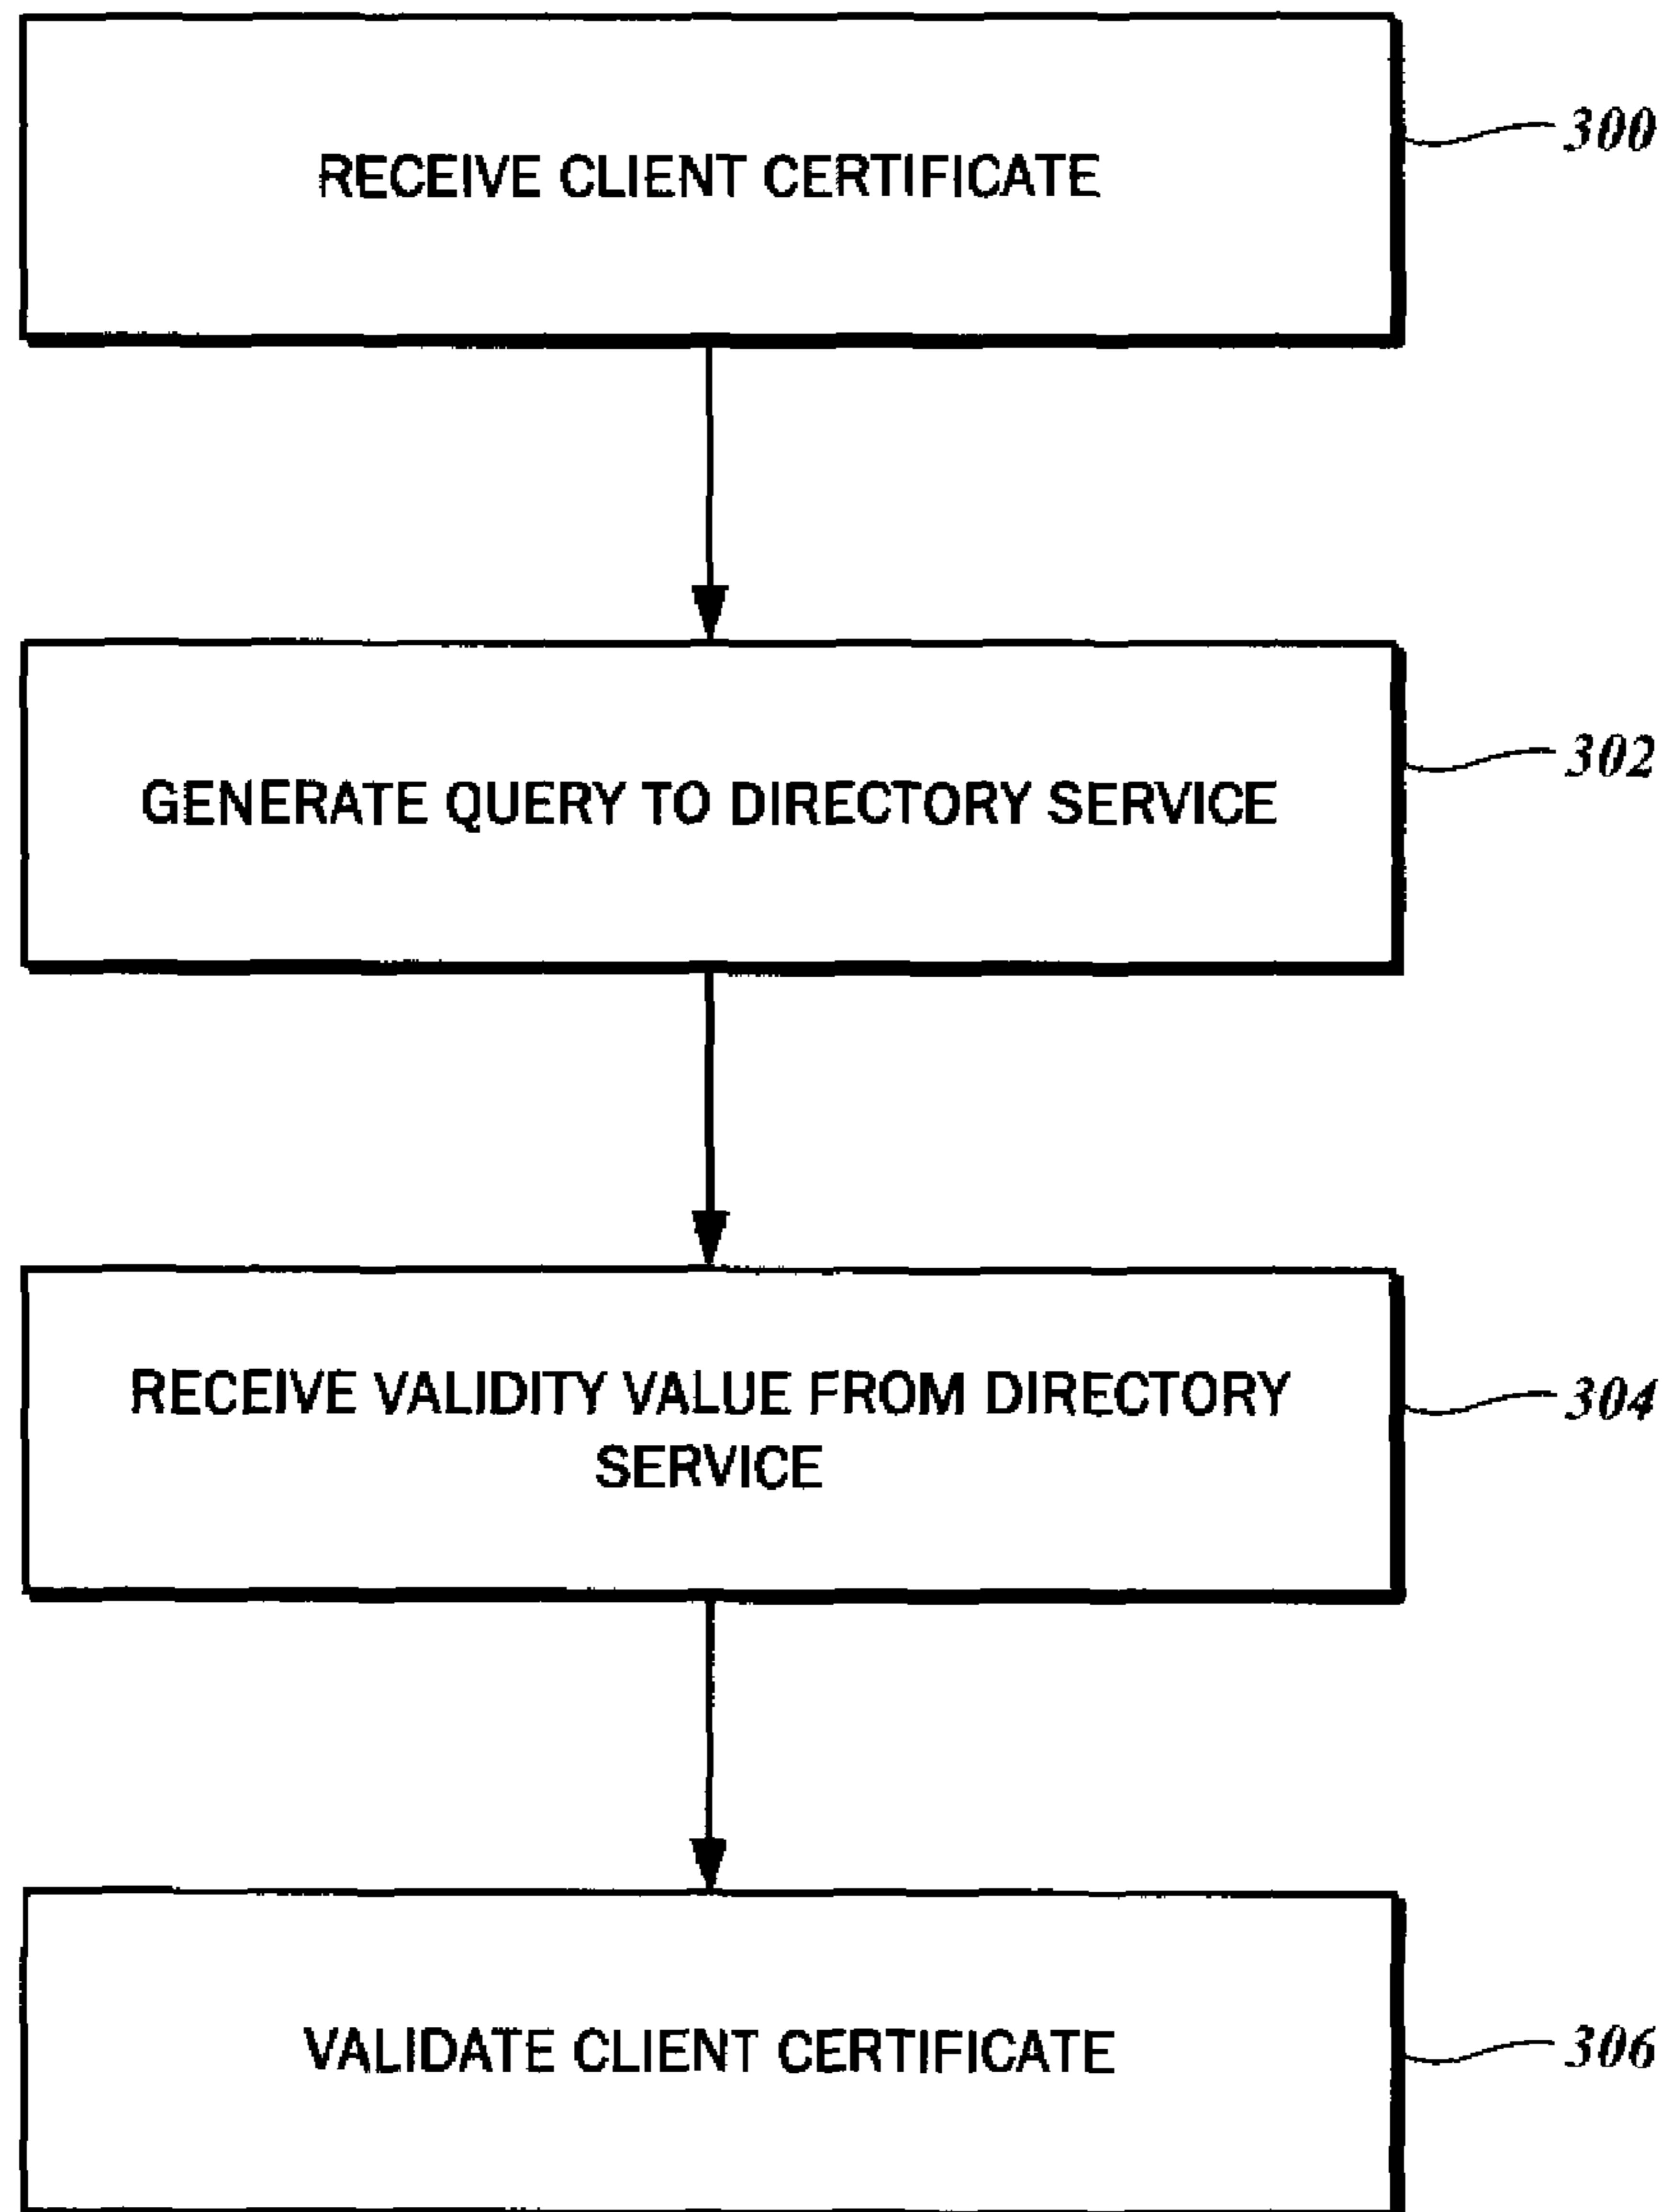 RECEIVE CLIENT CERTIFICATE
300
GENERATE QUERY TO DIRECTORY SERVICE
302
RECEIVE VALIDITY VALUE FROM DIRECTORY
SERVICE
304
VALIDATE CLIENT CERTIFICATE
306